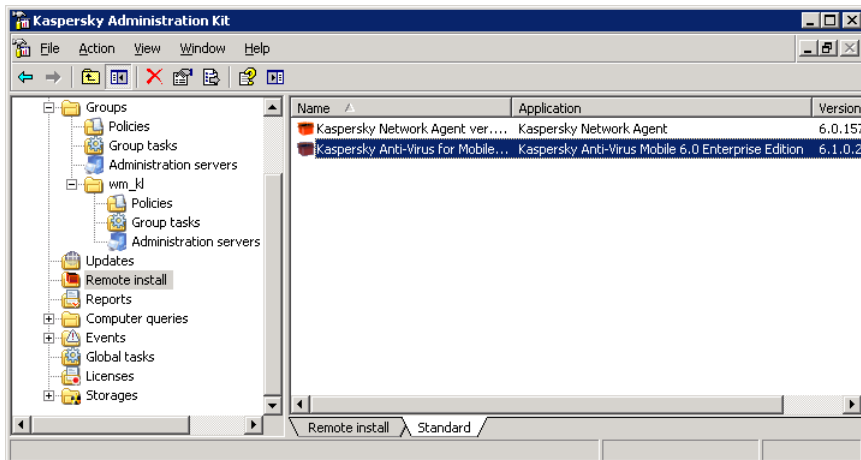 Kaspersky Administration Kit
File Action View Window Help
Groups
Policies
Group tasks
Administration servers
wm_kl
Policies
Group tasks
Administration servers
Updates
Remote install
Reports
Computer queries
Events
Global tasks
Licenses
Storages
Name Application Version
Kaspersky Network Agent ver.... Kaspersky Network Agent 6.0.157
Kaspersky Anti-Virus for Mobile... Kaspersky Anti-Virus Mobile 6.0 Enterprise Edition 6.1.0.2
Remote install Standard